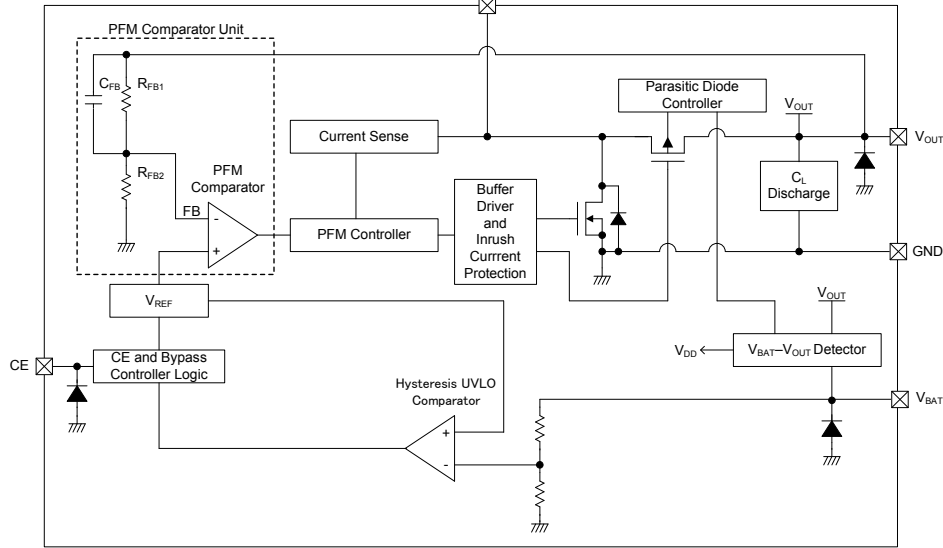 PFM Comparator Unit
CFB
RFB1
RFB2
FB
PFM
Comparator
-
+
Current Sense
PFM Controller
Buffer
Driver
and
Inrush
Currrent
Protection
Parasitic Diode
Controller
VOUT
VOUT
CL
Discharge
GND
VREF
CE
CE and Bypass
Controller Logic
Hysteresis UVLO
Comparator
+
-
VOUT
VDD
VBAT–VOUT Detector
VBAT